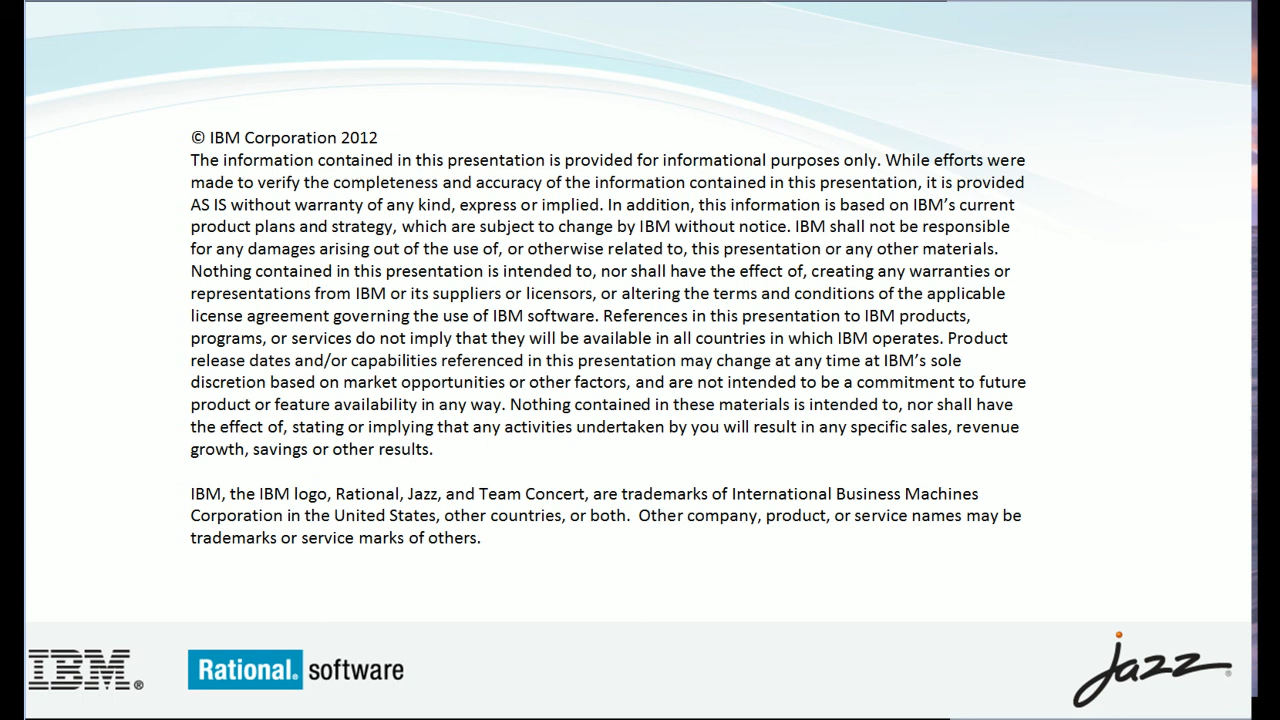 © IBM Corporation 2012
The information contained in this presentation is provided for informational purposes only. While efforts were
made to verify the completeness and accuracy of the information contained in this presentation, it is provided
AS IS without warranty of any kind, express or implied. In addition, this information is based on IBM’s current
product plans and strategy, which are subject to change by IBM without notice. IBM shall not be responsible
for any damages arising out of the use of, or otherwise related to, this presentation or any other materials.
Nothing contained in this presentation is intended to, nor shall have the effect of, creating any warranties or
representations from IBM or its suppliers or licensors, or altering the terms and conditions of the applicable
license agreement governing the use of IBM software. References in this presentation to IBM products,
programs, or services do not imply that they will be available in all countries in which IBM operates. Product
release dates and/or capabilities referenced in this presentation may change at any time at IBM’s sole
discretion based on market opportunities or other factors, and are not intended to be a commitment to future
product or feature availability in any way. Nothing contained in these materials is intended to, nor shall have
the effect of, stating or implying that any activities undertaken by you will result in any specific sales, revenue
growth, savings or other results.

IBM, the IBM logo, Rational, Jazz, and Team Concert, are trademarks of International Business Machines
Corporation in the United States, other countries, or both.  Other company, product, or service names may be
trademarks or service marks of others.
IBM® Rational. software jazz®